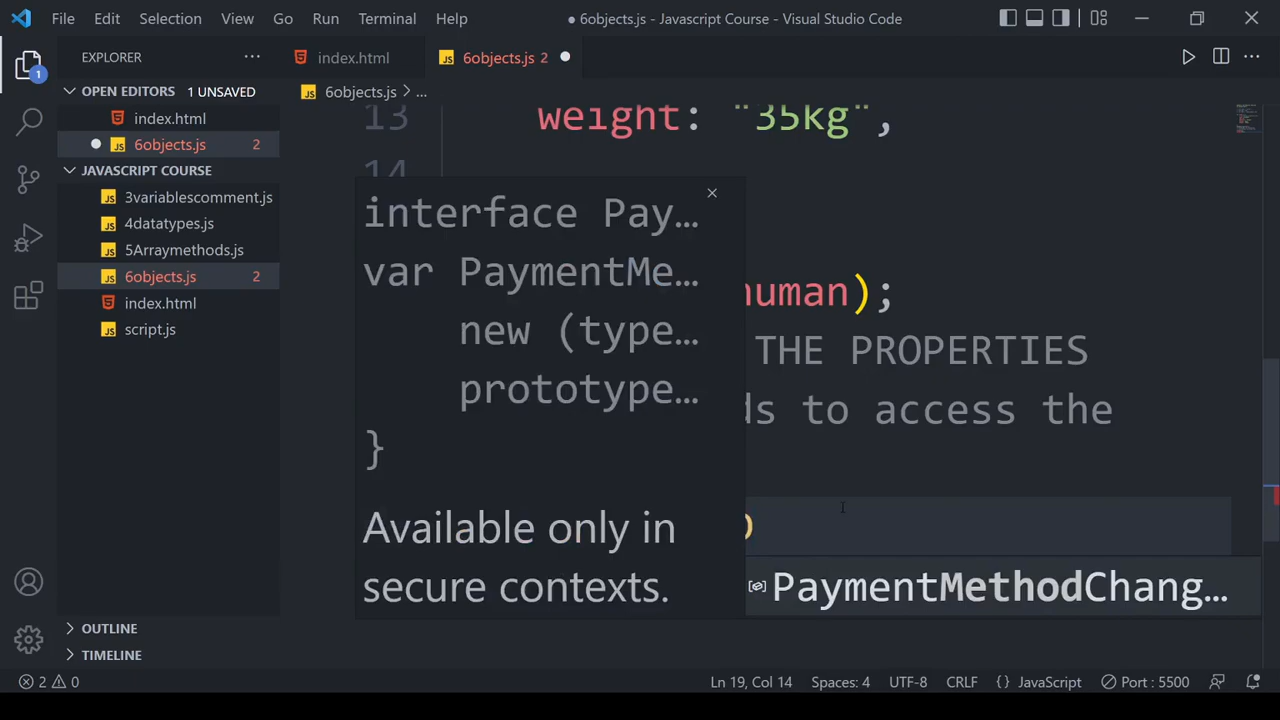 File Edit Selection View Go Run Terminal Help
● 6objects.js - Javascript Course - Visual Studio Code
EXPLORER
index.html
6objects.js 2
OPEN EDITORS 1 UNSAVED
index.html
6objects.js 2
JAVASCRIPT COURSE
3variablescomment.js
4datatypes.js
5Arraymethods.js
6objects.js 2
index.html
script.js
OUTLINE
TIMELINE
1
6objects.js > ...
13 weight: "35kg",
14
human);
THE PROPERTIES
ds to access the
interface Pay…
var PaymentMe…
new (type…
prototype…
}
Available only in
secure contexts.
PaymentMethodChang…
2 0
Ln 19, Col 14 Spaces: 4 UTF-8 CRLF {} JavaScript Port : 5500